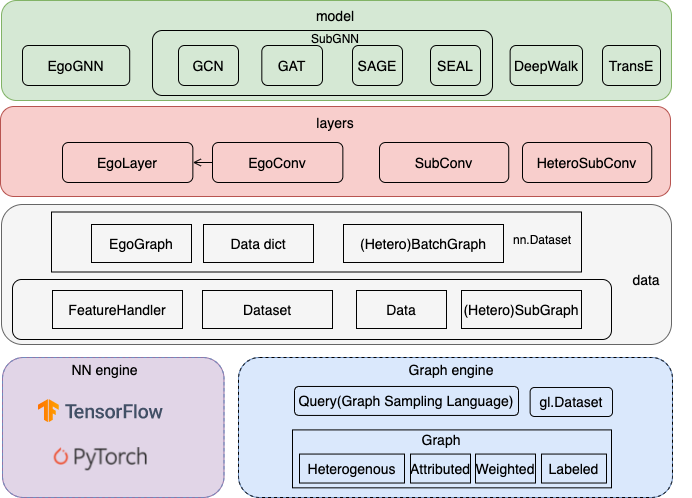 model
SubGNN
EgoGNN
GCN
GAT
SAGE
SEAL
DeepWalk
TransE
layers
EgoLayer
EgoConv
SubConv
HeteroSubConv
EgoGraph
Data dict
(Hetero)BatchGraph
nn.Dataset
data
FeatureHandler
Dataset
Data
(Hetero)SubGraph
NN engine
TensorFlow
PyTorch
Graph engine
Query(Graph Sampling Language)
gl.Dataset
Graph
Heterogenous
Attributed
Weighted
Labeled